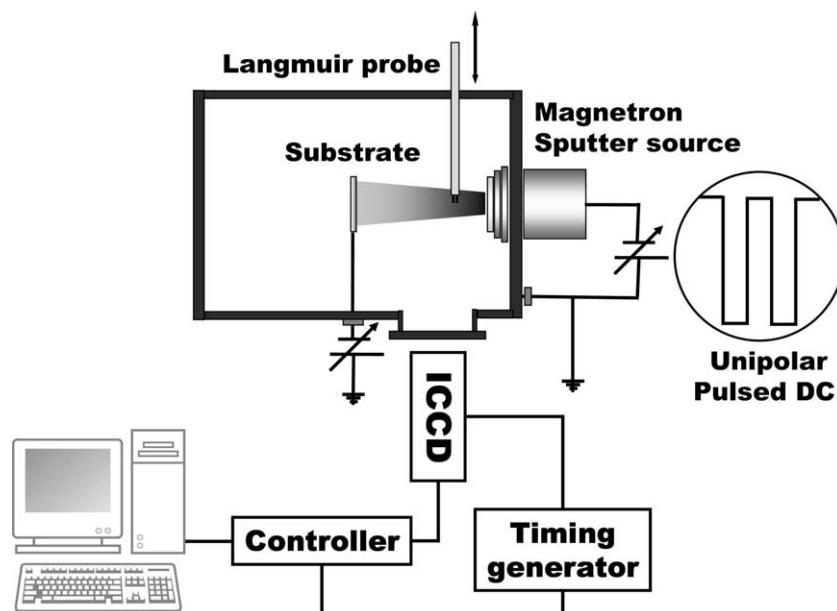 Langmuir probe
Magnetron
Sputter source
Substrate
Unipolar
Pulsed DC
ICCD
Controller
Timing
generator